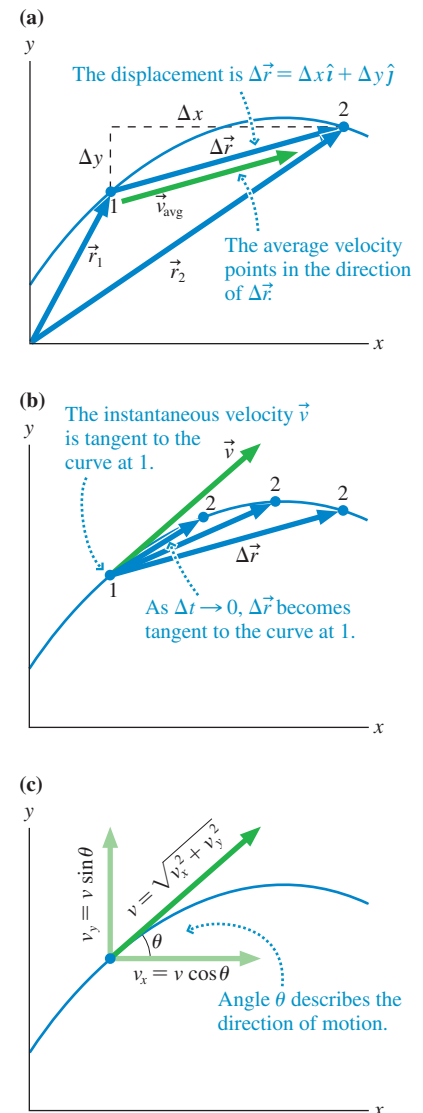 (a)
y
The displacement is Δr⃗ = Δx î + Δy ĵ
Δx
2
Δy
Δr⃗
1
v⃗avg
r⃗1
r⃗2
The average velocity
points in the direction
of Δr⃗.
x
(b)
The instantaneous velocity v⃗
is tangent to the
curve at 1.
y
v⃗
2
2
2
Δr⃗
1
As Δt → 0, Δr⃗ becomes
tangent to the curve at 1.
x
(c)
y
v = √(vx² + vy²)
vy = v sin θ
θ
vx = v cos θ
Angle θ describes the
direction of motion.
x